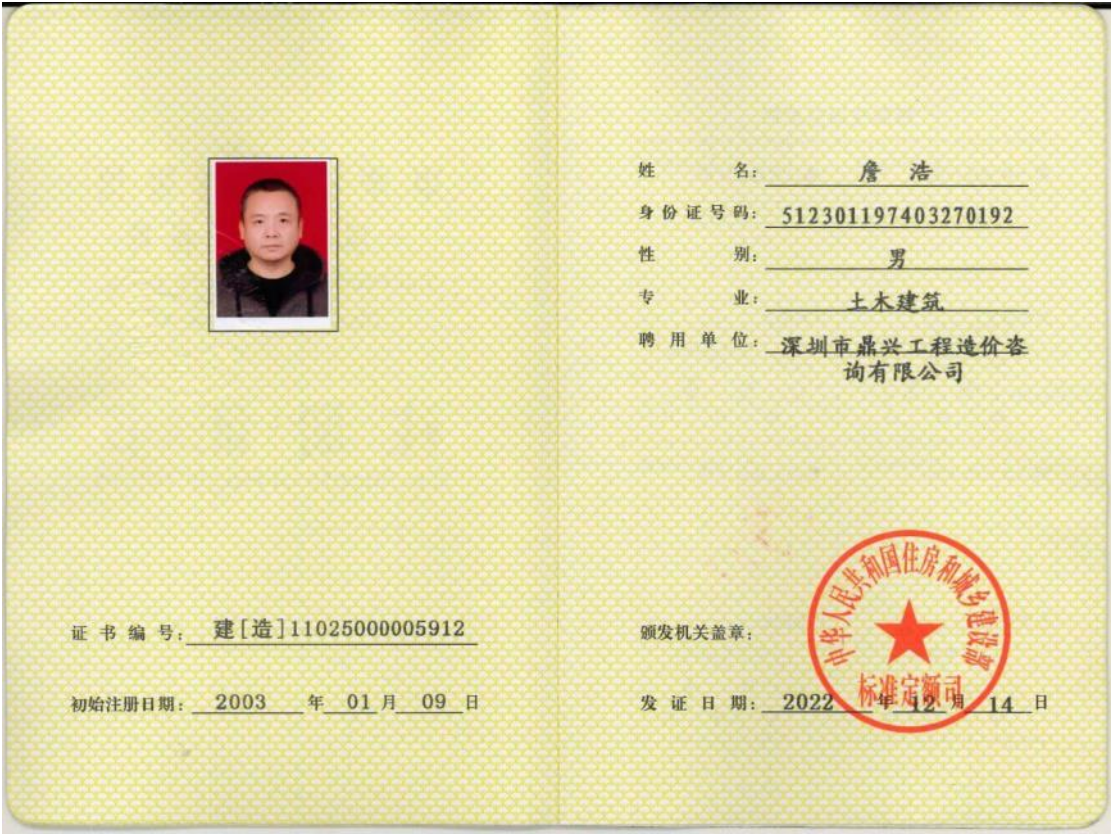 证书编号：建[造]11025000005912
初始注册日期：2003年01月09日
姓名：詹浩
身份证号码：512301197403270192
性别：男
专业：土木建筑
聘用单位：深圳市鼎兴工程造价咨
询有限公司
中华人民共和国住房和城乡建设部
标准定额司
颁发机关盖章：
发证日期：2022年12月14日